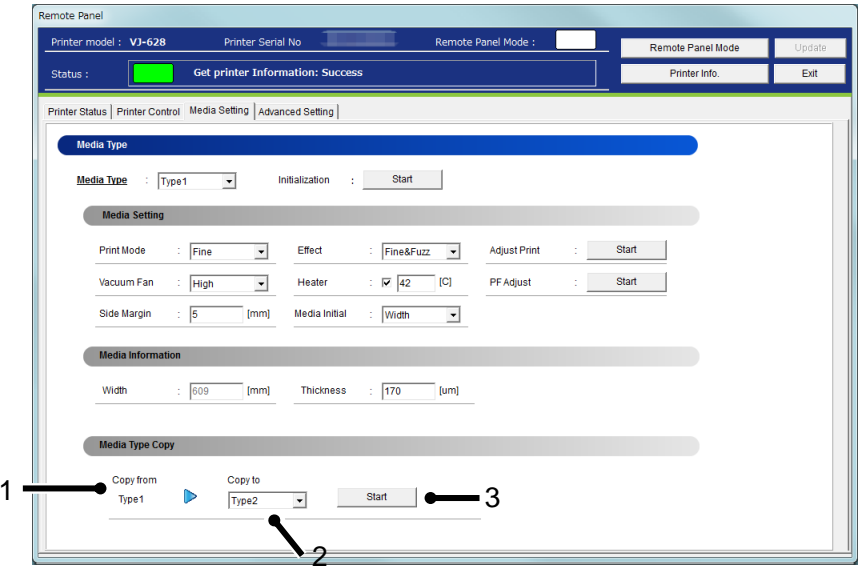 Remote Panel
Printer model : VJ-628 Printer Serial No Remote Panel Mode : Remote Panel Mode Update
Status : Get printer Information: Success Printer Info. Exit
Printer Status Printer Control Media Setting Advanced Setting
Media Type
Media Type : Type1 Initialization : Start
Media Setting
Print Mode : Fine Effect : Fine&Fuzz Adjust Print : Start
Vacuum Fan : High Heater : 42 [C] PF Adjust : Start
Side Margin : 5 [mm] Media Initial : Width
Media Information
Width : 609 [mm] Thickness : 170 [um]
Media Type Copy
Copy from Copy to
1 Type1 Type2 Start 3
2